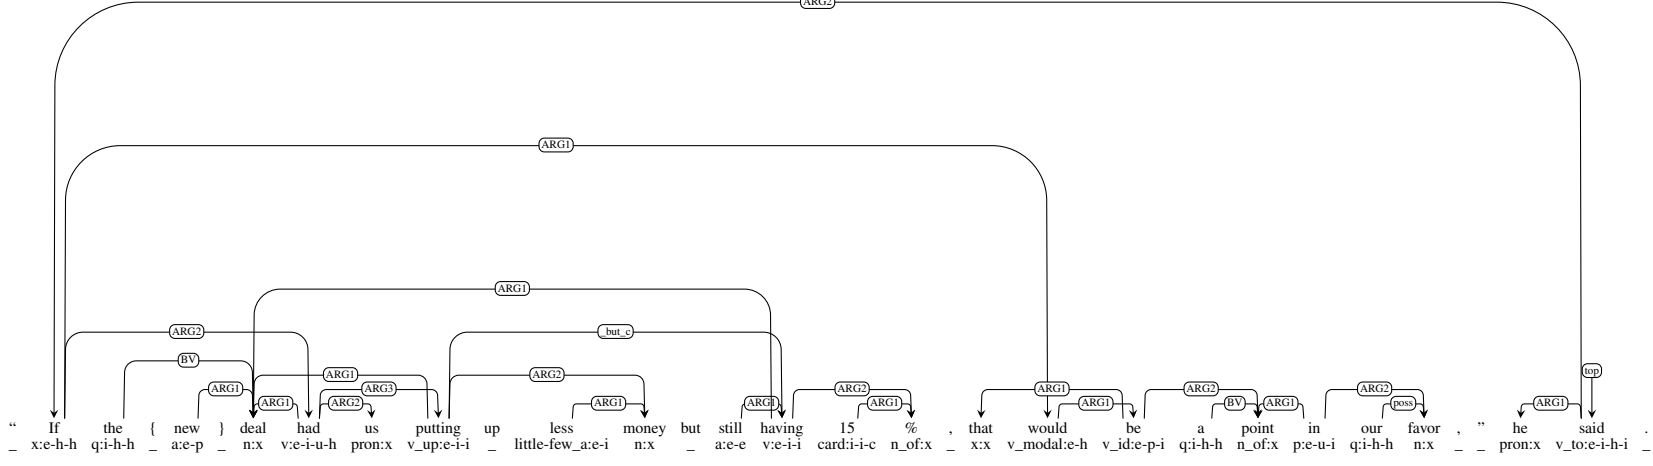 ARG2
ARG1
ARG1
ARG2 _but_c
BV top
ARG1 ARG2
ARG1 ARG3 ARG2 ARG1 ARG2 ARG2
ARG1 ARG2 ARG1 ARG1 ARG1 ARG1 BV ARG1 poss ARG1
“ If the { new } deal had us putting up less money but still having 15 % , that would be a point in our favor , ” he said .
_ x:e-h-h q:i-h-h _ a:e-p _ n:x v:e-i-u-h pron:x v_up:e-i-i _ little-few_a:e-i n:x _ a:e-e v:e-i-i card:i-i-c n_of:x _ x:x v_modal:e-h v_id:e-p-i q:i-h-h n_of:x p:e-u-i q:i-h-h n:x _ _ pron:x v_to:e-i-h-i _